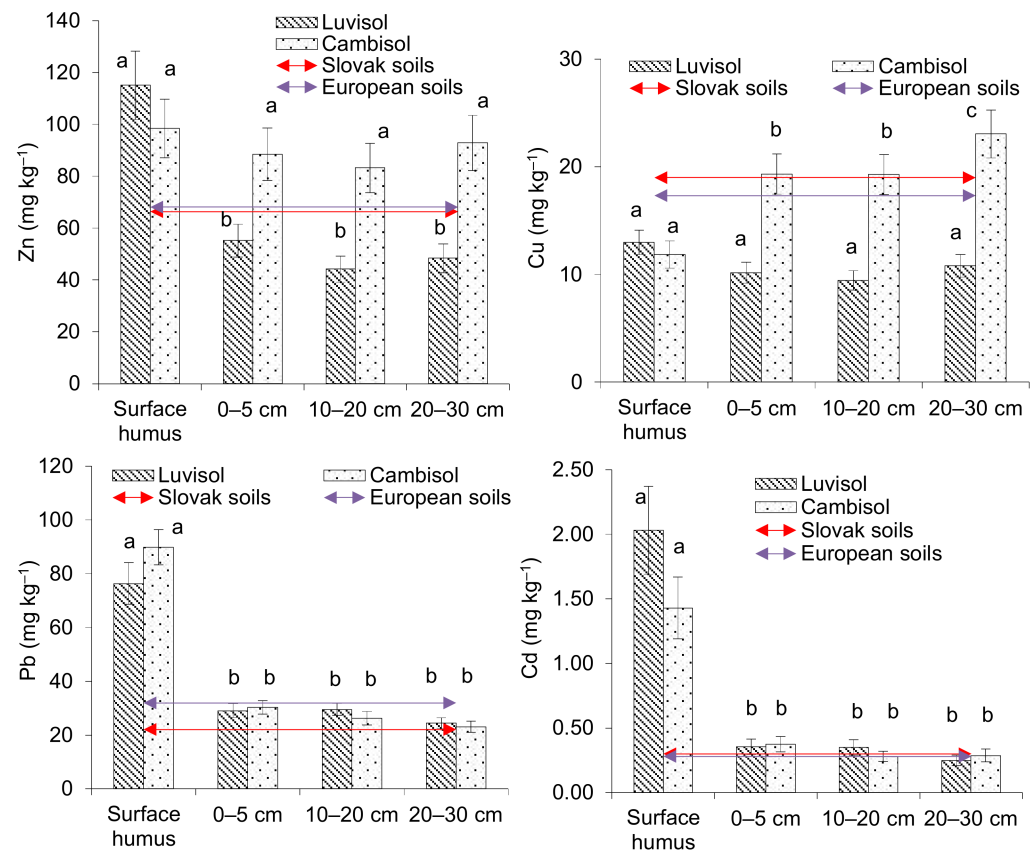 Zn (mg kg⁻¹)
140
120
100
80
60
40
20
0
Luvisol
Cambisol
Slovak soils
European soils
a a a a a
b b b
Surface humus
0–5 cm
10–20 cm
20–30 cm
Cu (mg kg⁻¹)
30
20
10
0
Luvisol
Cambisol
Slovak soils
European soils
a a a b a b a c
Surface humus
0–5 cm
10–20 cm
20–30 cm
Pb (mg kg⁻¹)
120
100
80
60
40
20
0
Luvisol
Cambisol
Slovak soils
European soils
a a b b b b b b
Surface humus
0–5 cm
10–20 cm
20–30 cm
Cd (mg kg⁻¹)
2.50
2.00
1.50
1.00
0.50
0.00
Luvisol
Cambisol
Slovak soils
European soils
a a b b b b b b
Surface humus
0–5 cm
10–20 cm
20–30 cm